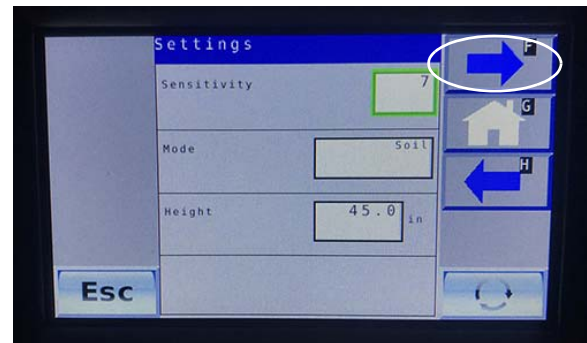 Settings
F
Sensitivity
7
G
Mode
Soil
H
Height
45.0 in
Esc